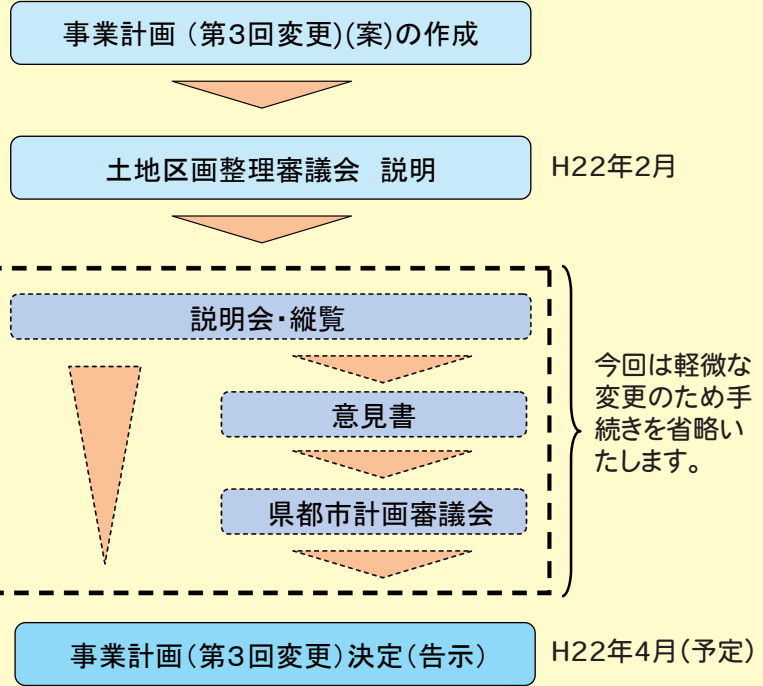 事業計画（第3回変更）(案)の作成
土地区画整理審議会　説明
H22年2月
説明会・縦覧
意見書
県都市計画審議会
今回は軽微な
変更のため手
続きを省略い
たします。
事業計画（第3回変更）決定（告示）
H22年4月（予定）